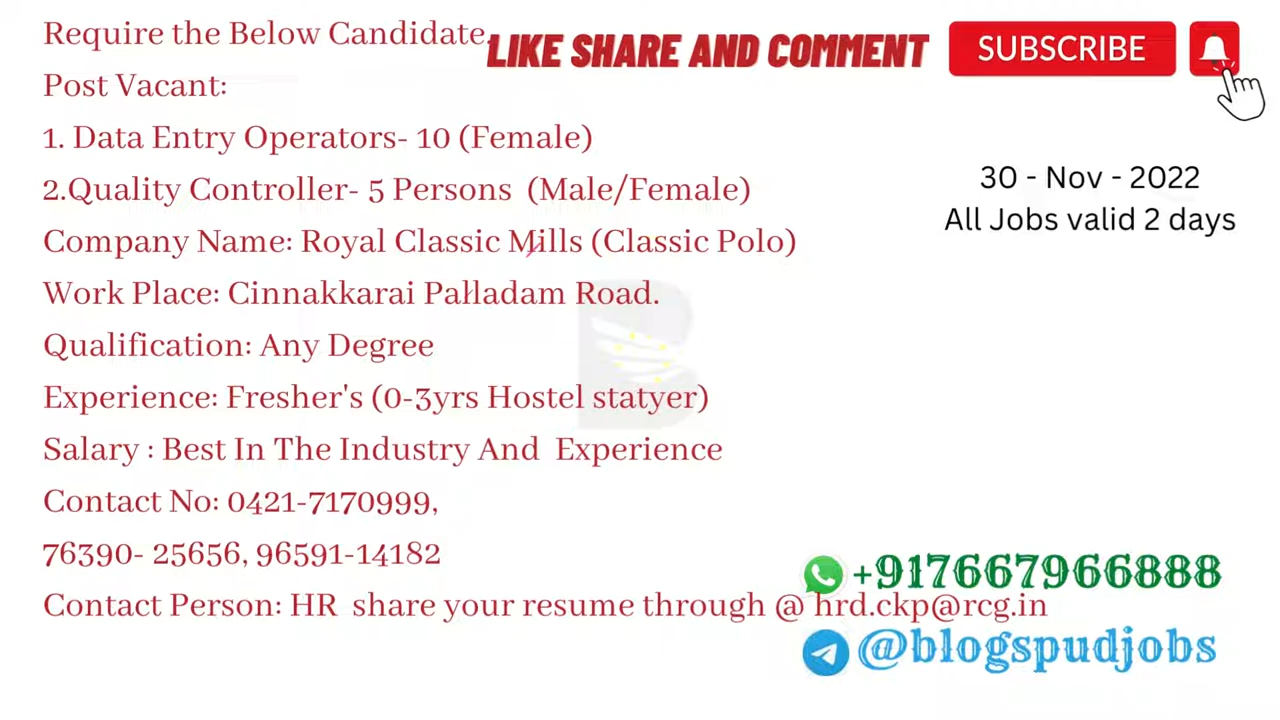 Require the Below Candidate.
LIKE SHARE AND COMMENT
SUBSCRIBE
Post Vacant:
1. Data Entry Operators- 10 (Female)
2.Quality Controller- 5 Persons (Male/Female)
30 - Nov - 2022
All Jobs valid 2 days
Company Name: Royal Classic Mills (Classic Polo)
Work Place: Cinnakkarai Palladam Road.
Qualification: Any Degree
Experience: Fresher's (0-3yrs Hostel statyer)
Salary : Best In The Industry And Experience
Contact No: 0421-7170999,
76390- 25656, 96591-14182
+917667966888
Contact Person: HR share your resume through @ hrd.ckp@rcg.in
@blogspudjobs